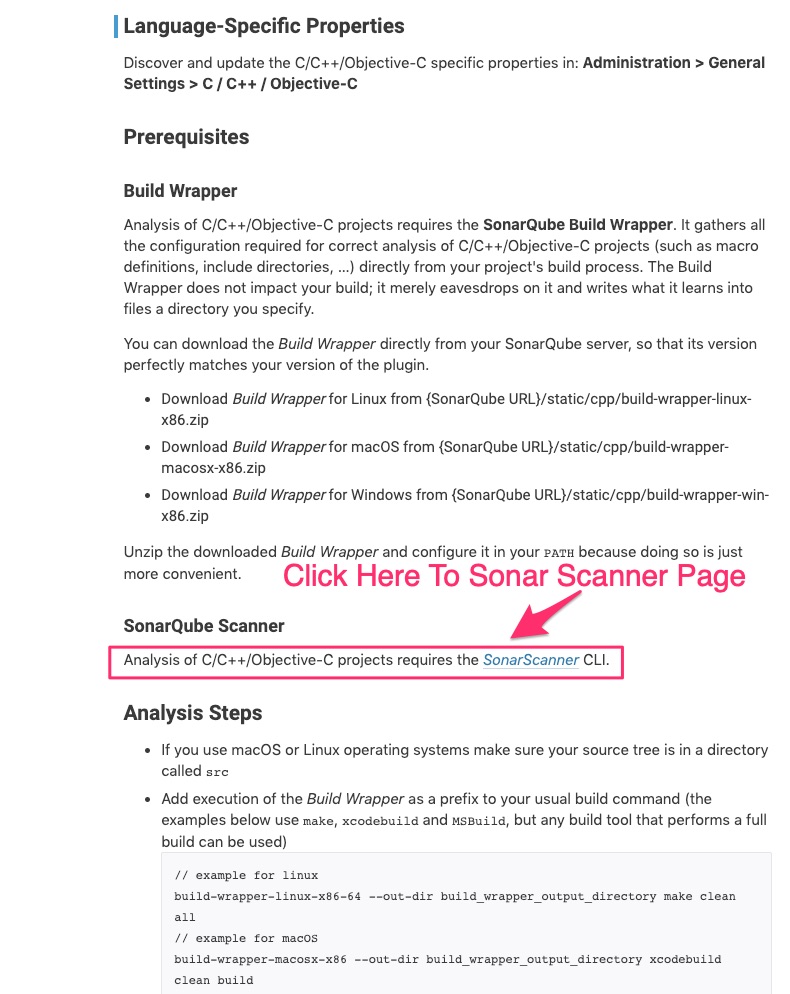 Language-Specific Properties
Discover and update the C/C++/Objective-C specific properties in: Administration > General
Settings > C / C++ / Objective-C
Prerequisites
Build Wrapper
Analysis of C/C++/Objective-C projects requires the SonarQube Build Wrapper. It gathers all
the configuration required for correct analysis of C/C++/Objective-C projects (such as macro
definitions, include directories, …) directly from your project's build process. The Build
Wrapper does not impact your build; it merely eavesdrops on it and writes what it learns into
files a directory you specify.
You can download the Build Wrapper directly from your SonarQube server, so that its version
perfectly matches your version of the plugin.
• Download Build Wrapper for Linux from {SonarQube URL}/static/cpp/build-wrapper-linux-
x86.zip
• Download Build Wrapper for macOS from {SonarQube URL}/static/cpp/build-wrapper-
macosx-x86.zip
• Download Build Wrapper for Windows from {SonarQube URL}/static/cpp/build-wrapper-win-
x86.zip
Unzip the downloaded Build Wrapper and configure it in your PATH because doing so is just
more convenient.
Click Here To Sonar Scanner Page
SonarQube Scanner
Analysis of C/C++/Objective-C projects requires the SonarScanner CLI.
Analysis Steps
• If you use macOS or Linux operating systems make sure your source tree is in a directory
called src
• Add execution of the Build Wrapper as a prefix to your usual build command (the
examples below use make, xcodebuild and MSBuild, but any build tool that performs a full
build can be used)
// example for linux
build-wrapper-linux-x86-64 --out-dir build_wrapper_output_directory make clean
all
// example for macOS
build-wrapper-macosx-x86 --out-dir build_wrapper_output_directory xcodebuild
clean build